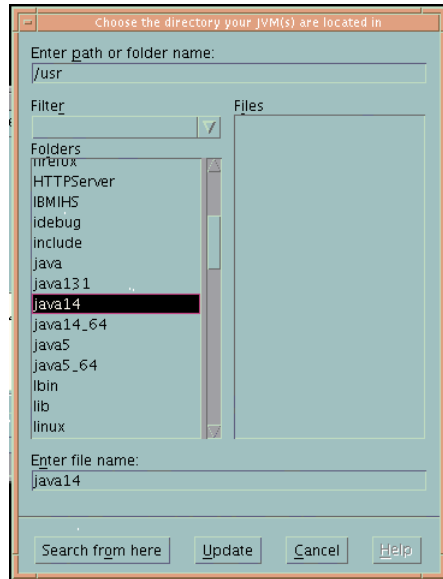 Choose the directory your JVM(s) are located in
Enter path or folder name:
/usr
Filter
Files
Folders
firefox
HTTPServer
IBMIHS
idebug
include
java
java131
java14
java14_64
java5
java5_64
lbin
lib
linux
Enter file name:
java14
Search from here
Update
Cancel
Help